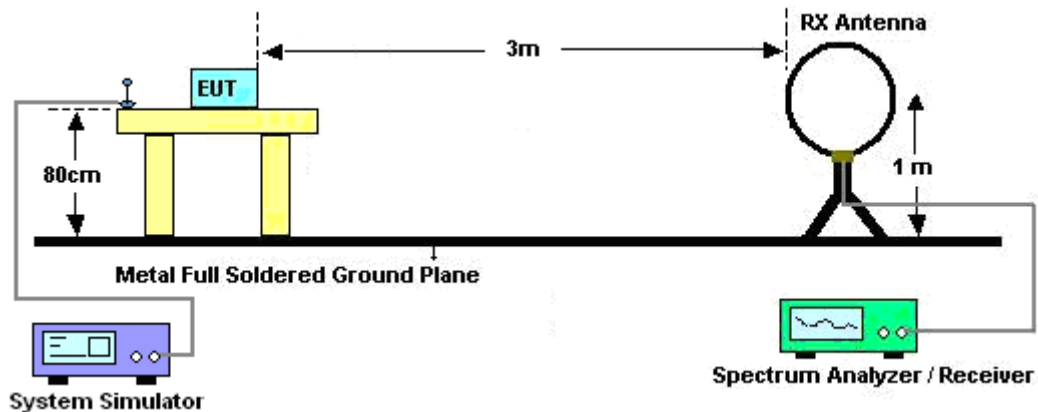 RX Antenna
3m
EUT
80cm
1 m
Metal Full Soldered Ground Plane
System Simulator
Spectrum Analyzer / Receiver